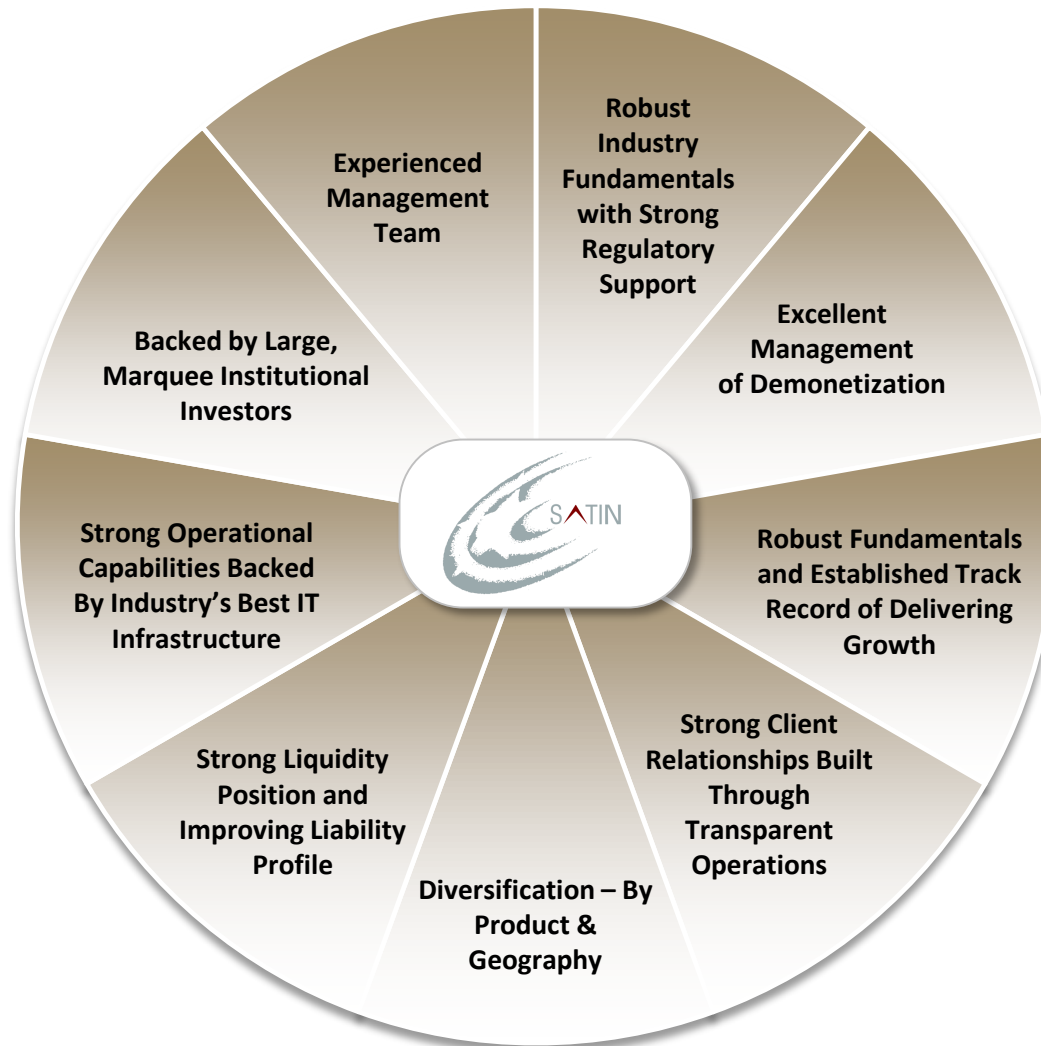 Robust
Industry
Fundamentals
with Strong
Regulatory
Support
Excellent
Management
of Demonetization
Robust Fundamentals
and Established Track
Record of Delivering
Growth
Strong Client
Relationships Built
Through
Transparent
Operations
Diversification – By
Product &
Geography
Strong Liquidity
Position and
Improving Liability
Profile
Strong Operational
Capabilities Backed
By Industry’s Best IT
Infrastructure
Backed by Large,
Marquee Institutional
Investors
Experienced
Management
Team
SATIN